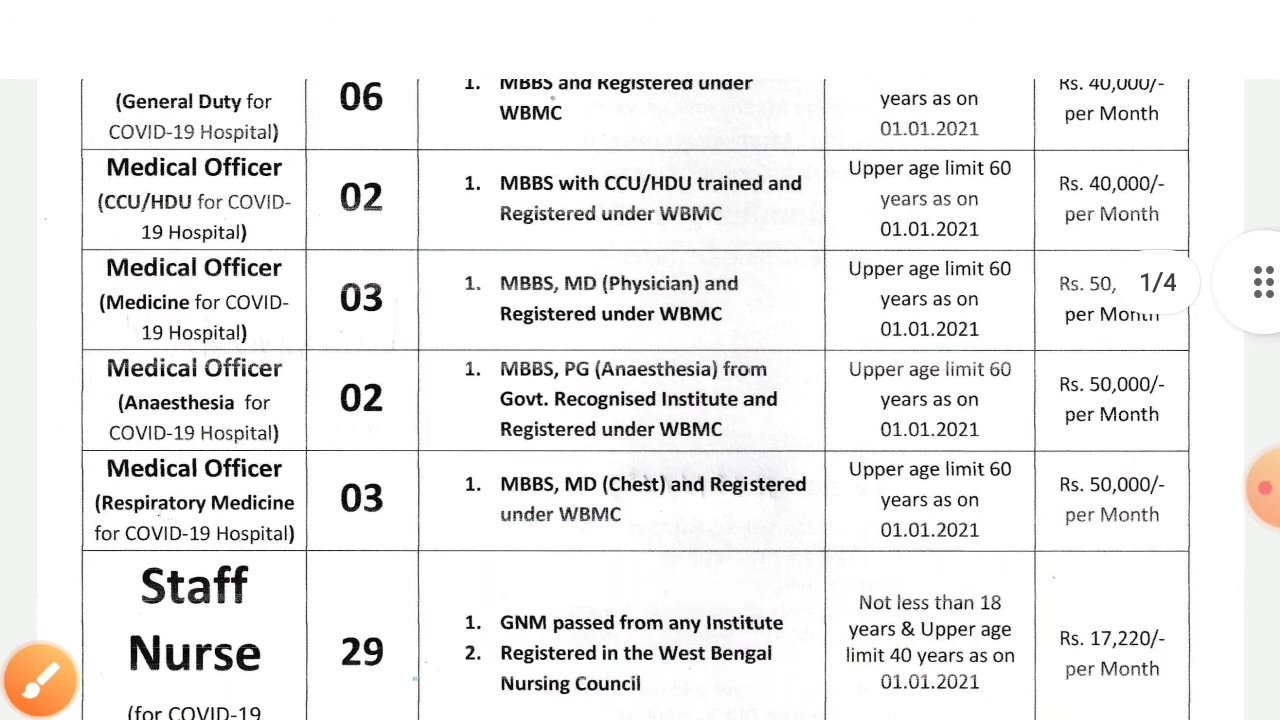 (General Duty for
COVID-19 Hospital)
06
1. MBBS and Registered under
WBMC
years as on
01.01.2021
Rs. 40,000/-
per Month
Medical Officer
(CCU/HDU for COVID-
19 Hospital)
02
1. MBBS with CCU/HDU trained and
Registered under WBMC
Upper age limit 60
years as on
01.01.2021
Rs. 40,000/-
per Month
Medical Officer
(Medicine for COVID-
19 Hospital)
03
1. MBBS, MD (Physician) and
Registered under WBMC
Upper age limit 60
years as on
01.01.2021
Rs. 50,
per Month
1/4
Medical Officer
(Anaesthesia for
COVID-19 Hospital)
02
1. MBBS, PG (Anaesthesia) from
Govt. Recognised Institute and
Registered under WBMC
Upper age limit 60
years as on
01.01.2021
Rs. 50,000/-
per Month
Medical Officer
(Respiratory Medicine
for COVID-19 Hospital)
03
1. MBBS, MD (Chest) and Registered
under WBMC
Upper age limit 60
years as on
01.01.2021
Rs. 50,000/-
per Month
Staff
Nurse
(for COVID-19
29
1. GNM passed from any Institute
2. Registered in the West Bengal
Nursing Council
Not less than 18
years & Upper age
limit 40 years as on
01.01.2021
Rs. 17,220/-
per Month